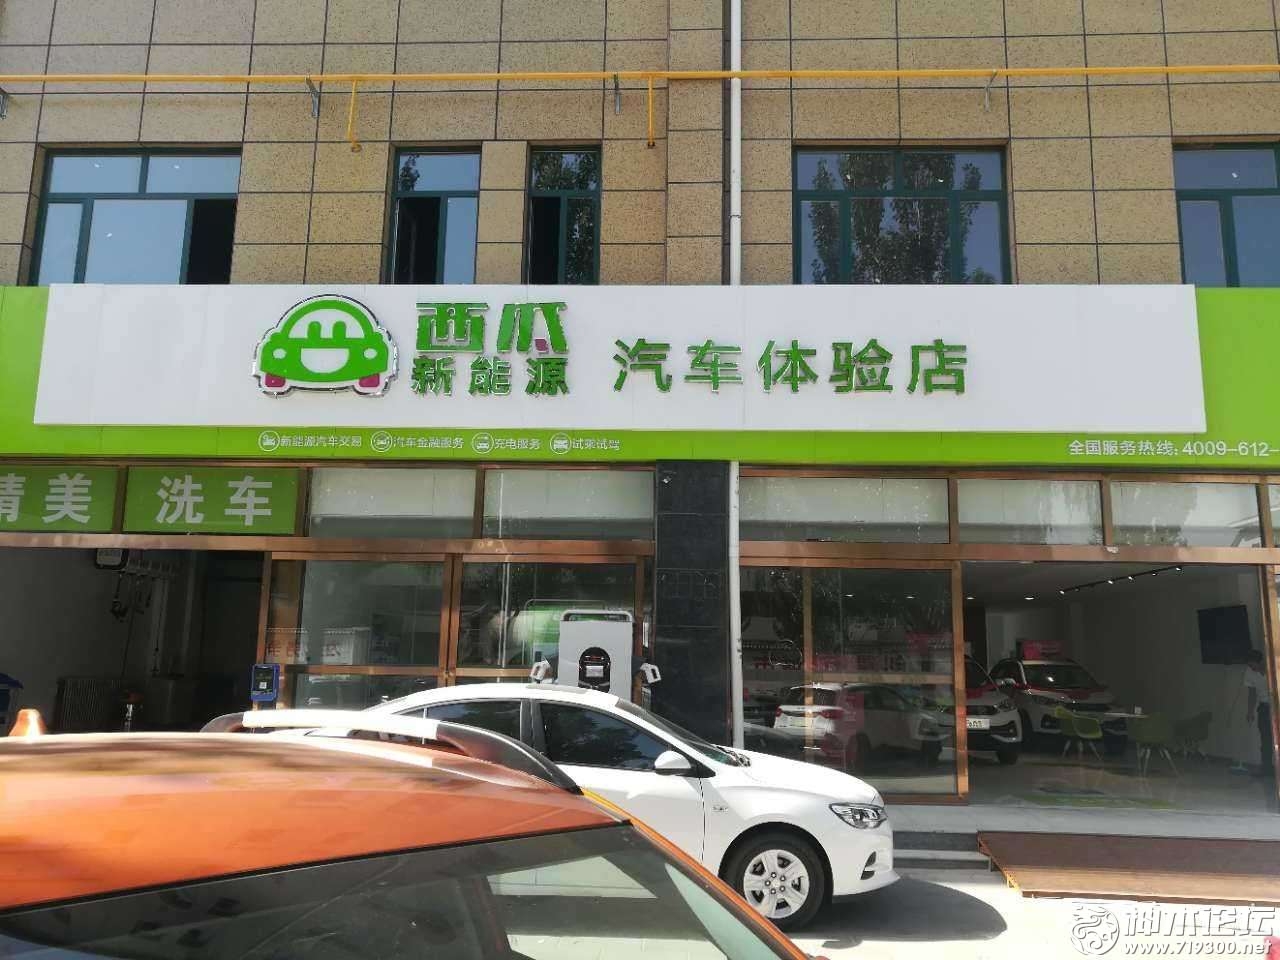 西瓜
新能源 汽车体验店
新能源汽车交易 汽车金融服务 充电服务 试乘试驾
全国服务热线: 4009-612-
精美 洗车
神木论坛
www.719300.net